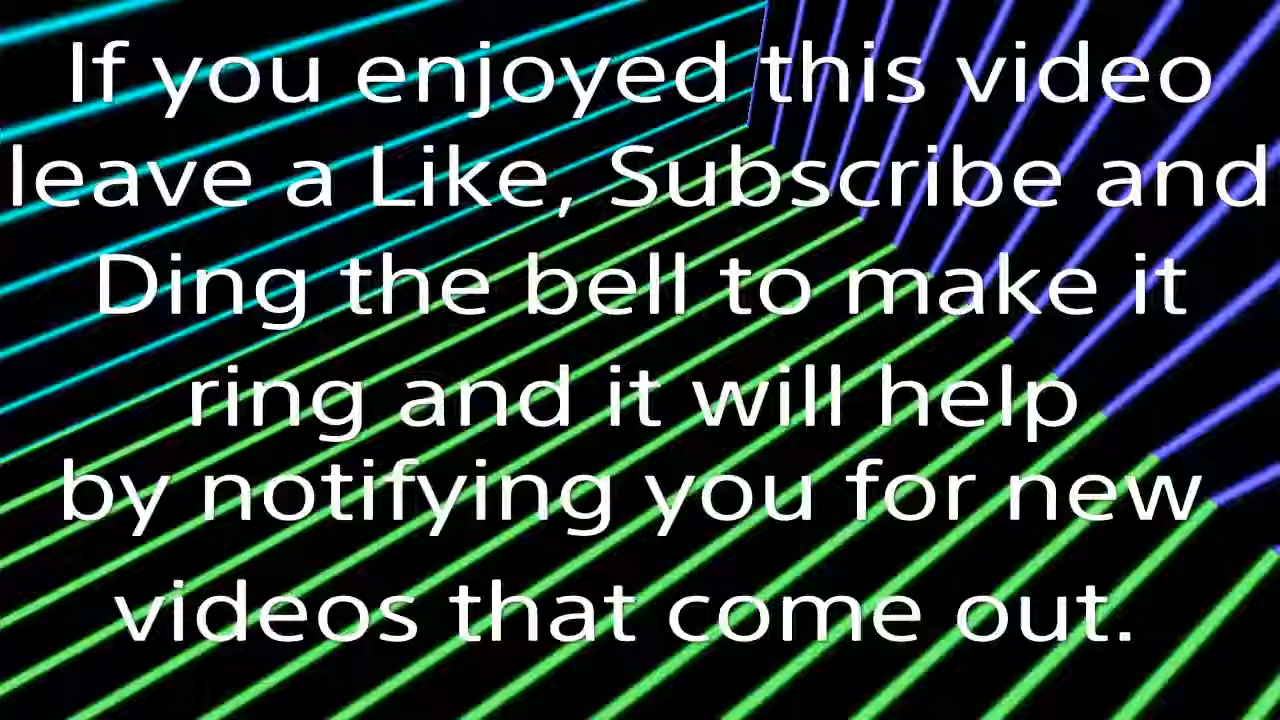 If you enjoyed this video
leave a Like, Subscribe and
Ding the bell to make it
ring and it will help
by notifying you for new
videos that come out.